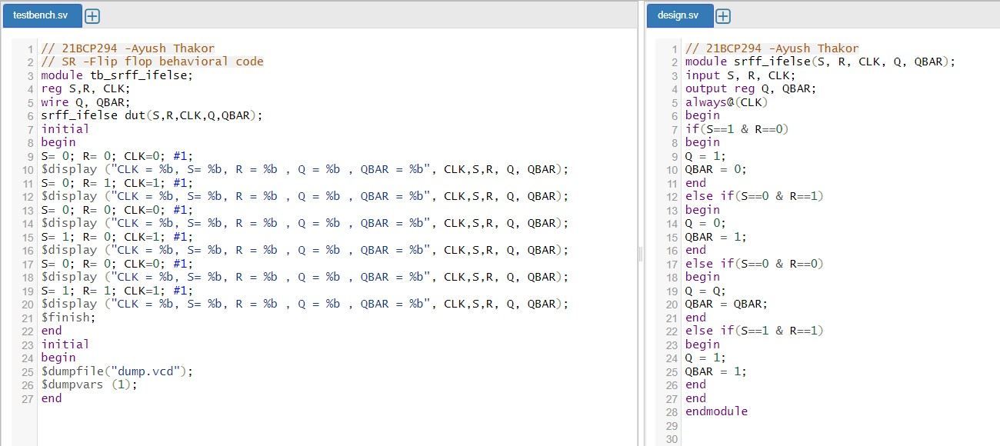 testbench.sv
1 // 21BCP294 -Ayush Thakor
2 // SR -Flip flop behavioral code
3 module tb_srff_ifelse;
4 reg S,R, CLK;
5 wire Q, QBAR;
6 srff_ifelse dut(S,R,CLK,Q,QBAR);
7 initial
8 begin
9 S= 0; R= 0; CLK=0; #1;
10 $display ("CLK = %b, S= %b, R = %b , Q = %b , QBAR = %b", CLK,S,R, Q, QBAR);
11 S= 0; R= 1; CLK=1; #1;
12 $display ("CLK = %b, S= %b, R = %b , Q = %b , QBAR = %b", CLK,S,R, Q, QBAR);
13 S= 0; R= 0; CLK=0; #1;
14 $display ("CLK = %b, S= %b, R = %b , Q = %b , QBAR = %b", CLK,S,R, Q, QBAR);
15 S= 1; R= 0; CLK=1; #1;
16 $display ("CLK = %b, S= %b, R = %b , Q = %b , QBAR = %b", CLK,S,R, Q, QBAR);
17 S= 0; R= 0; CLK=0; #1;
18 $display ("CLK = %b, S= %b, R = %b , Q = %b , QBAR = %b", CLK,S,R, Q, QBAR);
19 S= 1; R= 1; CLK=1; #1;
20 $display ("CLK = %b, S= %b, R = %b , Q = %b , QBAR = %b", CLK,S,R, Q, QBAR);
21 $finish;
22 end
23 initial
24 begin
25 $dumpfile("dump.vcd");
26 $dumpvars (1);
27 end
design.sv
1 // 21BCP294 -Ayush Thakor
2 module srff_ifelse(S, R, CLK, Q, QBAR);
3 input S, R, CLK;
4 output reg Q, QBAR;
5 always@(CLK)
6 begin
7 if(S==1 & R==0)
8 begin
9 Q = 1;
10 QBAR = 0;
11 end
12 else if(S==0 & R==1)
13 begin
14 Q = 0;
15 QBAR = 1;
16 end
17 else if(S==0 & R==0)
18 begin
19 Q = Q;
20 QBAR = QBAR;
21 end
22 else if(S==1 & R==1)
23 begin
24 Q = 1;
25 QBAR = 1;
26 end
27 end
28 endmodule
29
30